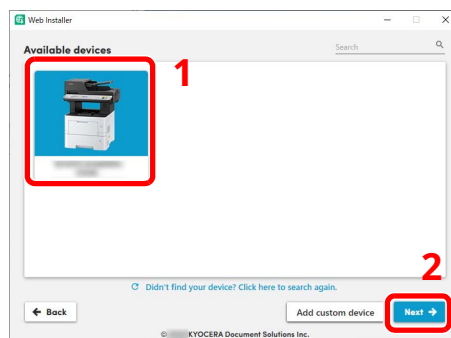 Web Installer
Available devices
Search
1
2
Didn't find your device? Click here to search again.
Back
Add custom device
Next
© KYOCERA Document Solutions Inc.